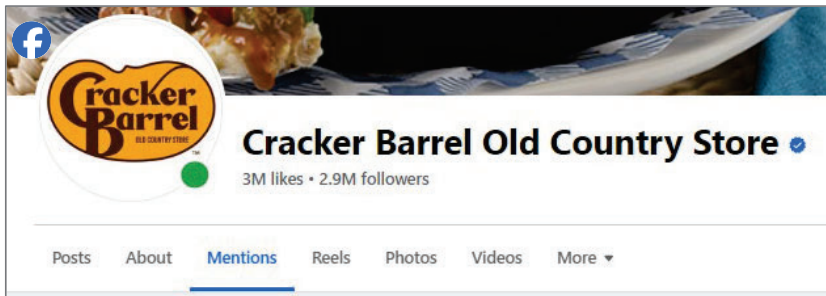 f
Cracker
Barrel
OLD COUNTRY STORE
TM
Cracker Barrel Old Country Store
3M likes • 2.9M followers
Posts About Mentions Reels Photos Videos More